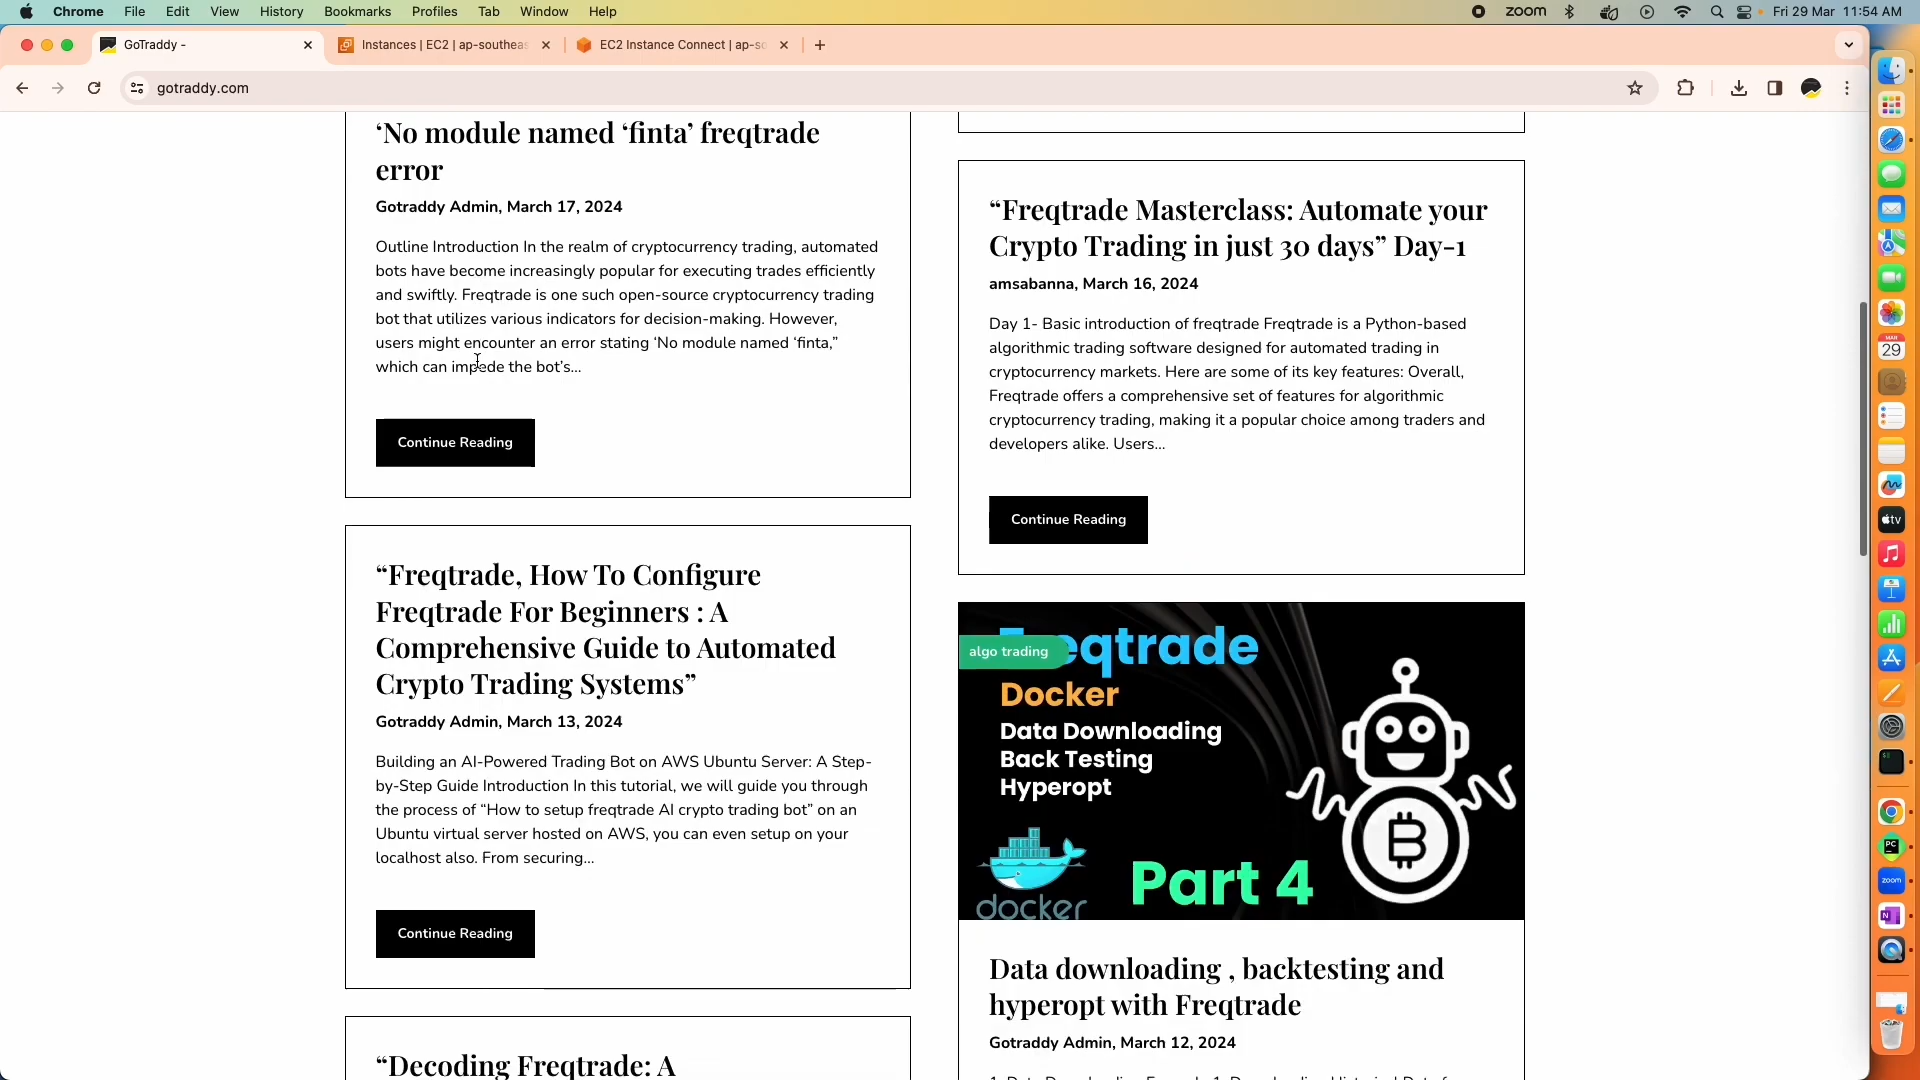 Chrome File Edit View History Bookmarks Profiles Tab Window Help
zoom Fri 29 Mar 11:54 AM
GoTraddy -
Instances | EC2 | ap-southeas
EC2 Instance Connect | ap-so
gotraddy.com
‘No module named ‘finta’ freqtrade
error
Gotraddy Admin, March 17, 2024
Outline Introduction In the realm of cryptocurrency trading, automated
bots have become increasingly popular for executing trades efficiently
and swiftly. Freqtrade is one such open-source cryptocurrency trading
bot that utilizes various indicators for decision-making. However,
users might encounter an error stating ‘No module named ‘finta,”
which can impede the bot’s...
Continue Reading
“Freqtrade, How To Configure
Freqtrade For Beginners : A
Comprehensive Guide to Automated
Crypto Trading Systems”
Gotraddy Admin, March 13, 2024
Building an AI-Powered Trading Bot on AWS Ubuntu Server: A Step-
by-Step Guide Introduction In this tutorial, we will guide you through
the process of “How to setup freqtrade AI crypto trading bot” on an
Ubuntu virtual server hosted on AWS, you can even setup on your
localhost also. From securing...
Continue Reading
“Decoding Freqtrade: A
“Freqtrade Masterclass: Automate your
Crypto Trading in just 30 days” Day-1
amsabanna, March 16, 2024
Day 1- Basic introduction of freqtrade Freqtrade is a Python-based
algorithmic trading software designed for automated trading in
cryptocurrency markets. Here are some of its key features: Overall,
Freqtrade offers a comprehensive set of features for algorithmic
cryptocurrency trading, making it a popular choice among traders and
developers alike. Users...
Continue Reading
algo trading
Freqtrade
Docker
Data Downloading
Back Testing
Hyperopt
docker
Part 4
Data downloading , backtesting and
hyperopt with Freqtrade
Gotraddy Admin, March 12, 2024
MAR
29
tv
PC
zoom
N